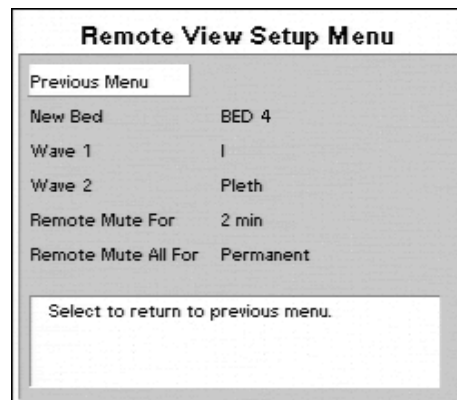 Remote View Setup Menu
Previous Menu
New Bed BED 4
Wave 1 I
Wave 2 Pleth
Remote Mute For 2 min
Remote Mute All For Permanent
Select to return to previous menu.